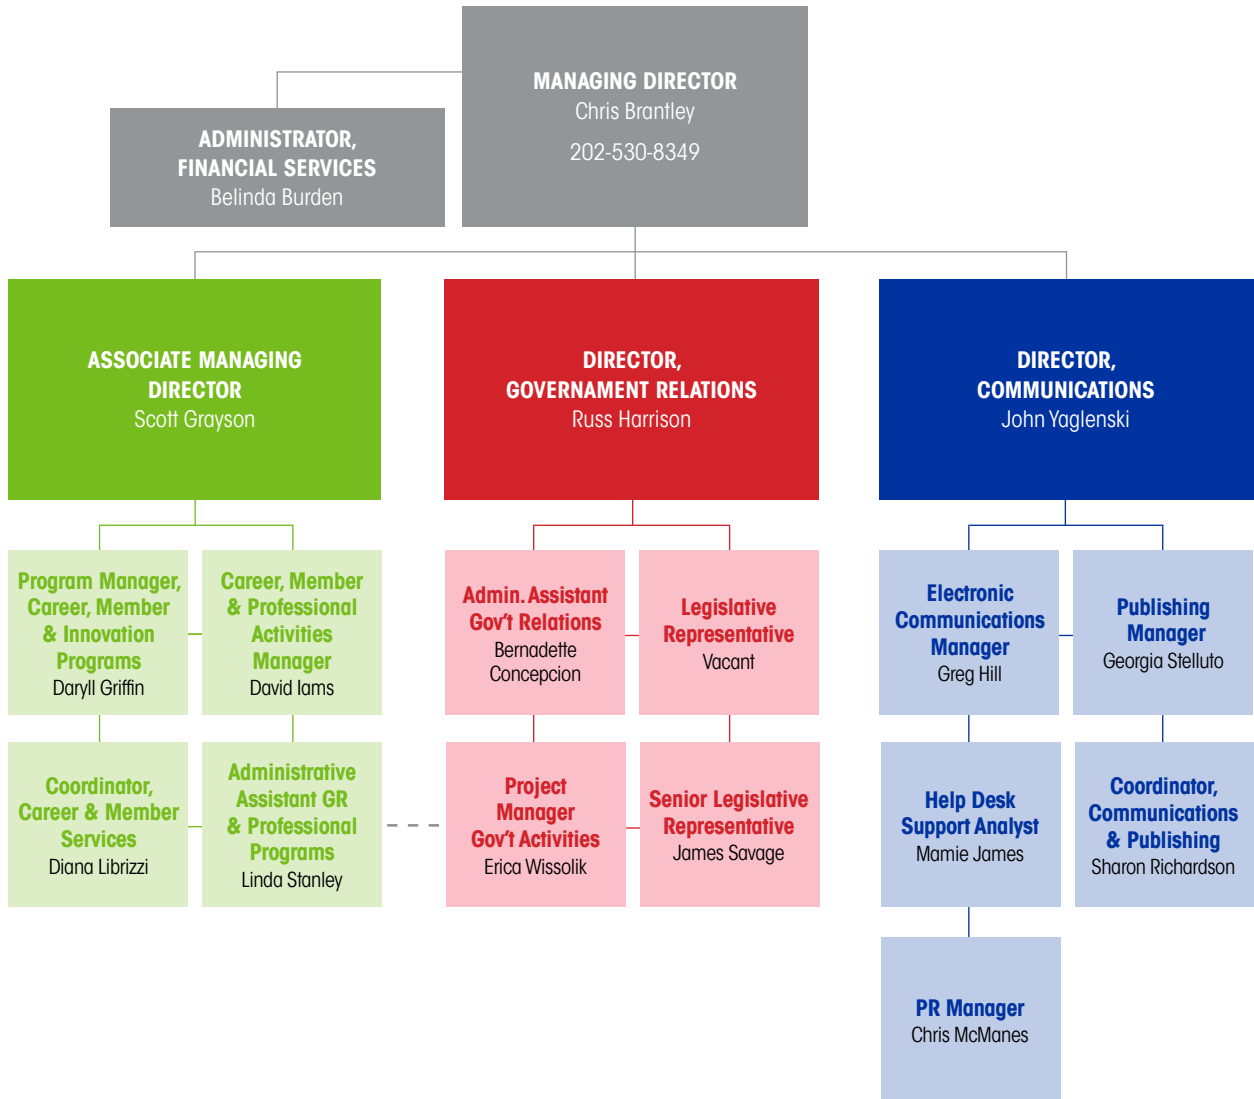 MANAGING DIRECTOR
Chris Brantley
202-530-8349
ADMINISTRATOR,
FINANCIAL SERVICES
Belinda Burden
ASSOCIATE MANAGING
DIRECTOR
Scott Grayson
DIRECTOR,
GOVERNAMENT RELATIONS
Russ Harrison
DIRECTOR,
COMMUNICATIONS
John Yaglenski
Program Manager,
Career, Member
& Innovation
Programs
Daryll Griffin
Career, Member
& Professional
Activities
Manager
David Iams
Admin. Assistant
Gov't Relations
Bernadette
Concepcion
Legislative
Representative
Vacant
Electronic
Communications
Manager
Greg Hill
Publishing
Manager
Georgia Stelluto
Coordinator,
Career & Member
Services
Diana Librizzi
Administrative
Assistant GR
& Professional
Programs
Linda Stanley
Project
Manager
Gov't Activities
Erica Wissolik
Senior Legislative
Representative
James Savage
Help Desk
Support Analyst
Mamie James
Coordinator,
Communications
& Publishing
Sharon Richardson
PR Manager
Chris McManes